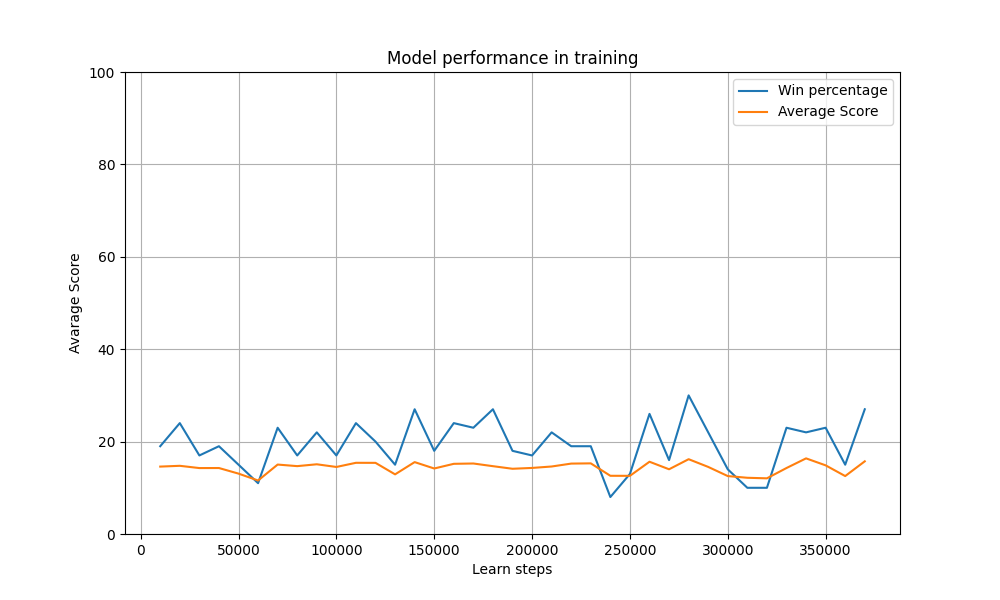 Model performance in training
Win percentage
Average Score
100
80
60
40
20
0
Avarage Score
0 50000 100000 150000 200000 250000 300000 350000
Learn steps